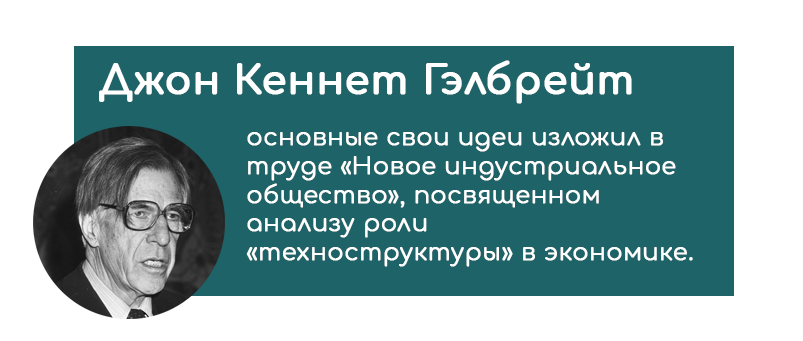 Джон Кеннет Гэлбрейт
основные свои идеи изложил в
труде «Новое индустриальное
общество», посвященном
анализу роли
«техноструктуры» в экономике.